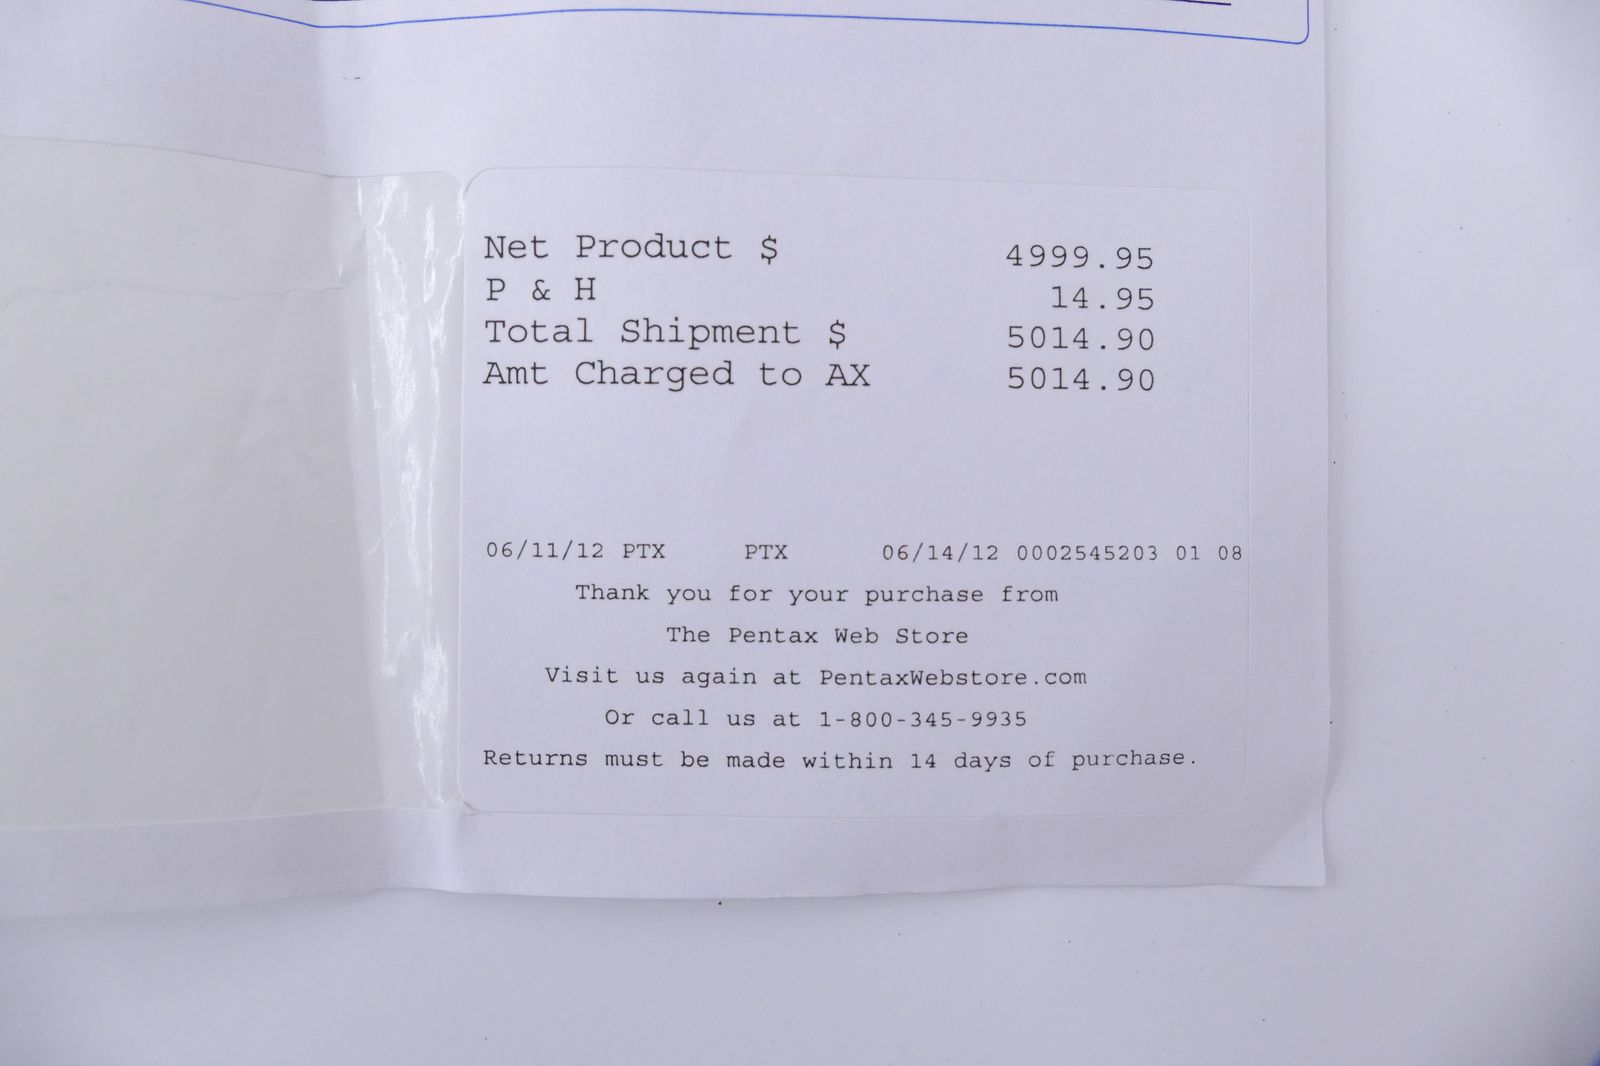 Net Product $ 4999.95
P & H 14.95
Total Shipment $ 5014.90
Amt Charged to AX 5014.90
06/11/12 PTX PTX 06/14/12 0002545203 01 08
Thank you for your purchase from
The Pentax Web Store
Visit us again at PentaxWebstore.com
Or call us at 1-800-345-9935
Returns must be made within 14 days of purchase.